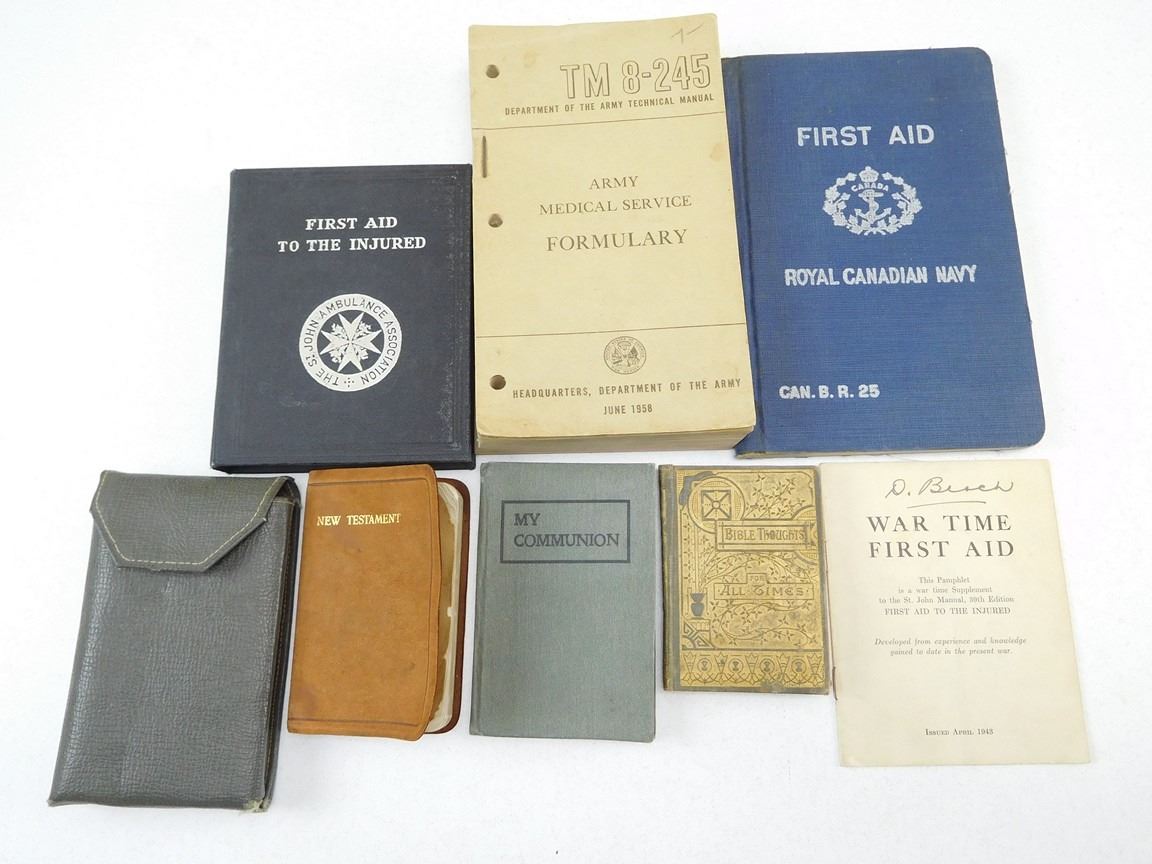 FIRST AID
TO THE INJURED
THE ST JOHN AMBULANCE ASSOCIATION
7-
TM 8-245
DEPARTMENT OF THE ARMY TECHNICAL MANUAL
ARMY
MEDICAL SERVICE
FORMULARY
HEADQUARTERS, DEPARTMENT OF THE ARMY
JUNE 1958
FIRST AID
CANADA
ROYAL CANADIAN NAVY
CAN. B. R. 25
NEW TESTAMENT
MY
COMMUNION
BIBLE THOUGHTS
FOR
ALL TIMES
D. Beach
WAR TIME
FIRST AID
This Pamphlet
is a war time Supplement
to the St. John Manual, 39th Edition
FIRST AID TO THE INJURED
Developed from experience and knowledge
gained to date in the present war.
ISSUED APRIL 1943